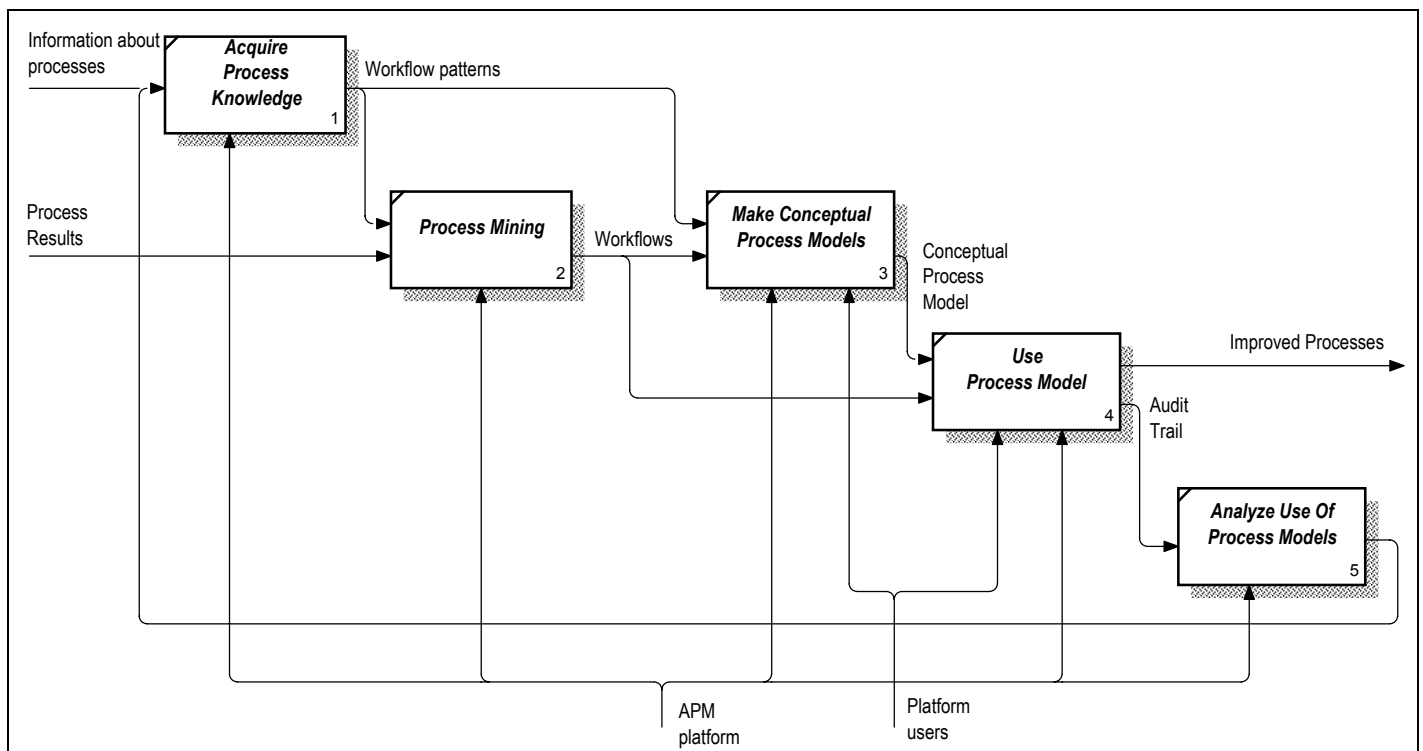 Information about
processes
Acquire
Process
Knowledge
1
Workflow patterns
Process
Results
Process Mining
2
Workflows
Make Conceptual
Process Models
3
Conceptual
Process
Model
Use
Process Model
4
Improved Processes
Audit
Trail
Analyze Use Of
Process Models
5
APM
platform
Platform
users